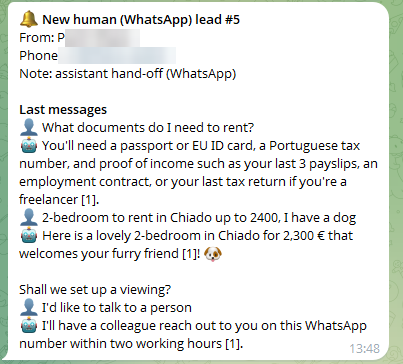 🔔 New human (WhatsApp) lead #5
From: P
Phone
Note: assistant hand-off (WhatsApp)

Last messages
👤 What documents do I need to rent?
🤖 You'll need a passport or EU ID card, a Portuguese tax
number, and proof of income such as your last 3 payslips, an
employment contract, or your last tax return if you're a
freelancer [1].
👤 2-bedroom to rent in Chiado up to 2400, I have a dog
🤖 Here is a lovely 2-bedroom in Chiado for 2,300 € that
welcomes your furry friend [1]! 🐶

Shall we set up a viewing?
👤 I'd like to talk to a person
🤖 I'll have a colleague reach out to you on this WhatsApp
number within two working hours [1].
13:48